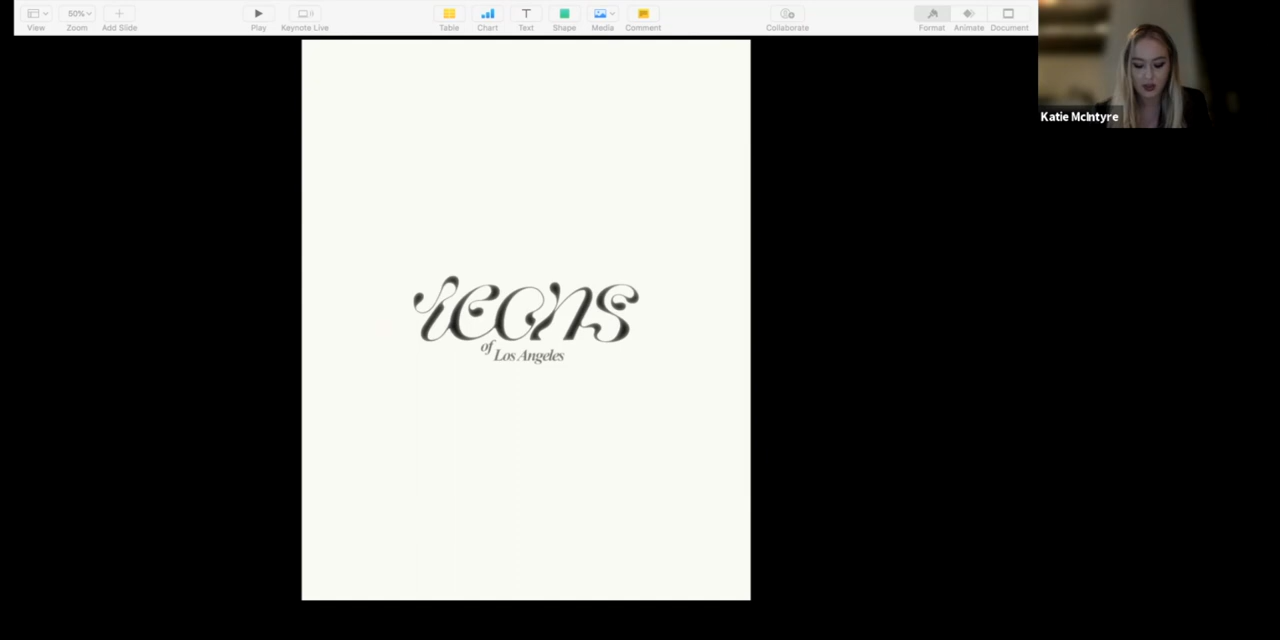 View
50%
Zoom
Add Slide
Play
Keynote Live
Table
Chart
T
Text
Shape
Media
Comment
Collaborate
Format
Animate
Document
Katie McIntyre
icons
of Los Angeles